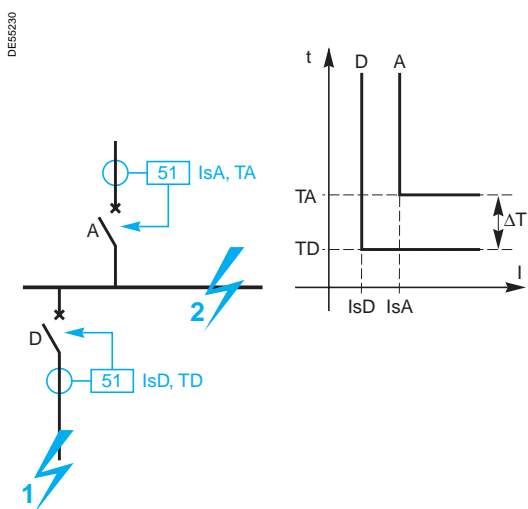 DE55230
51 IsA, TA
A
2
D
51 IsD, TD
1
t
D A
TA
ΔT
TD
I
IsD IsA